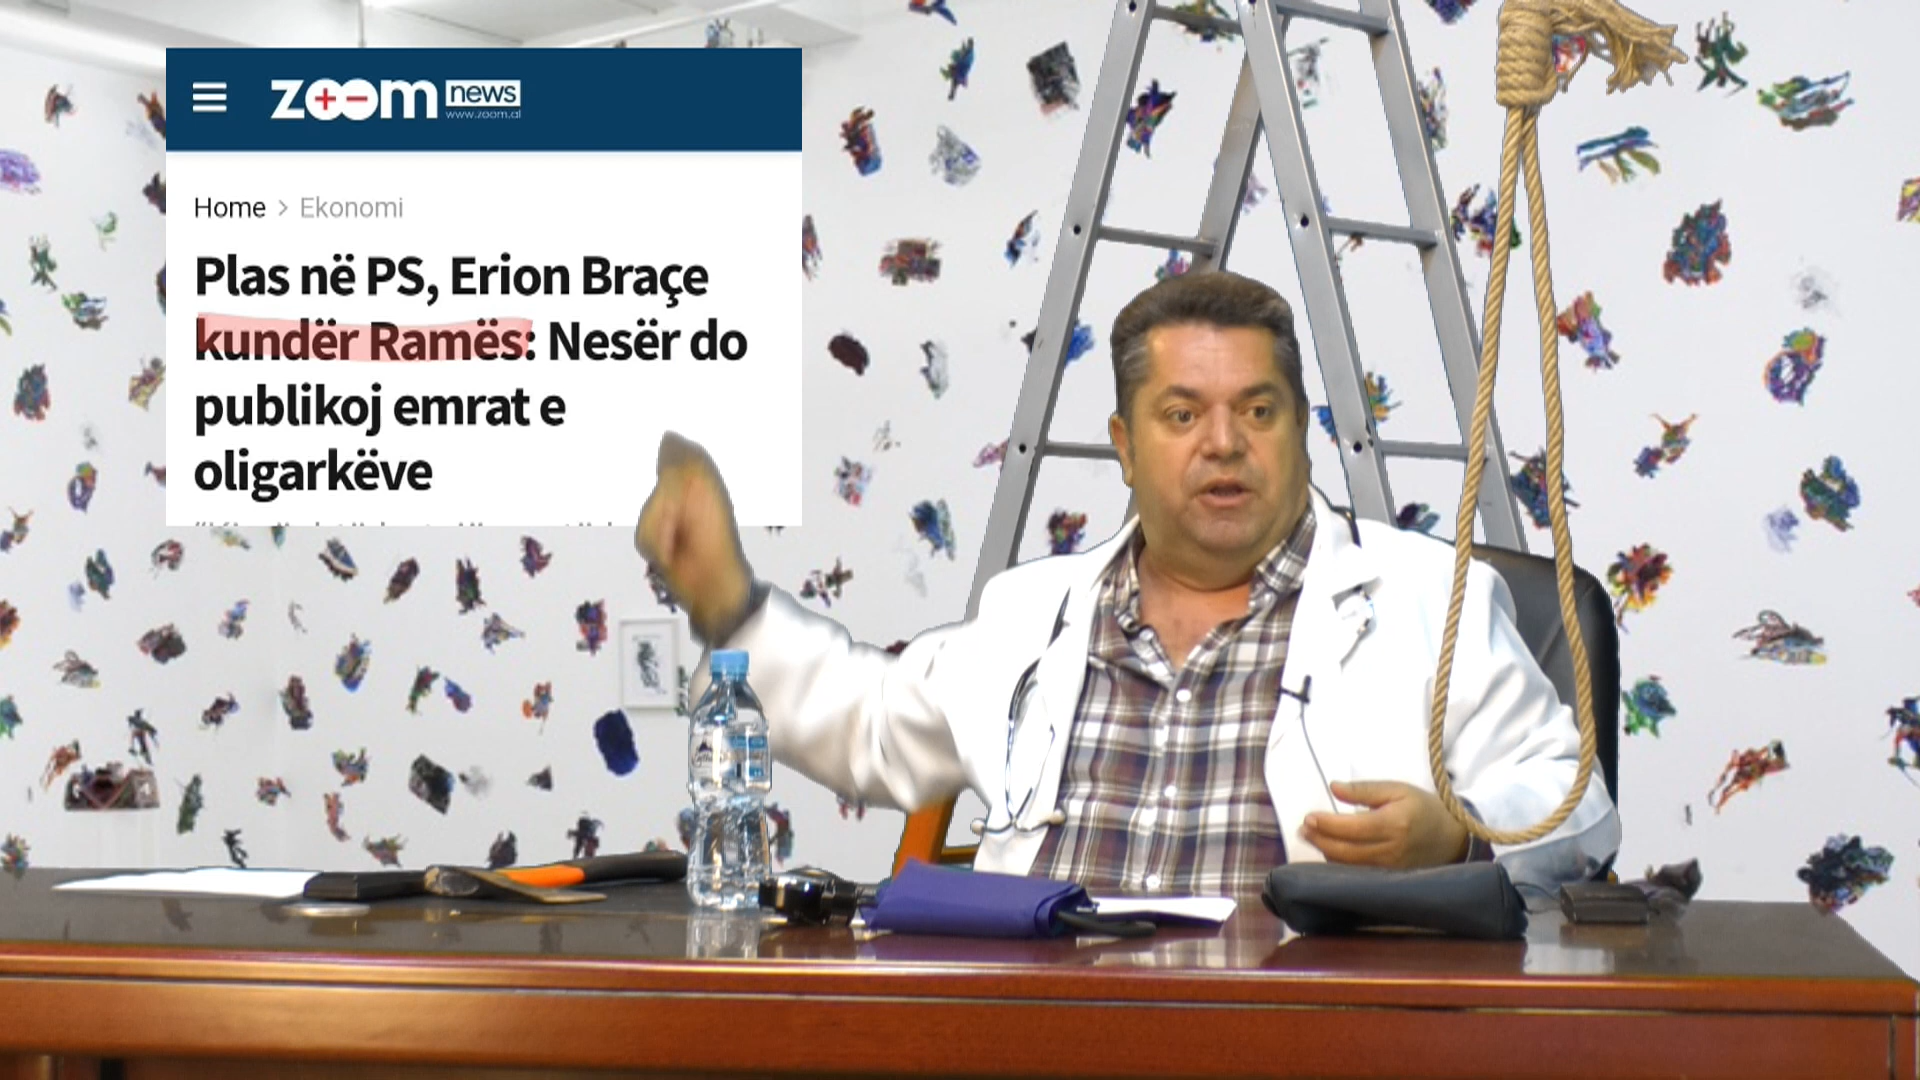 zoom news
www.zoom.al
Home > Ekonomi
Plas në PS, Erion Braçe
kundër Ramës: Nesër do
publikoj emrat e
oligarkëve